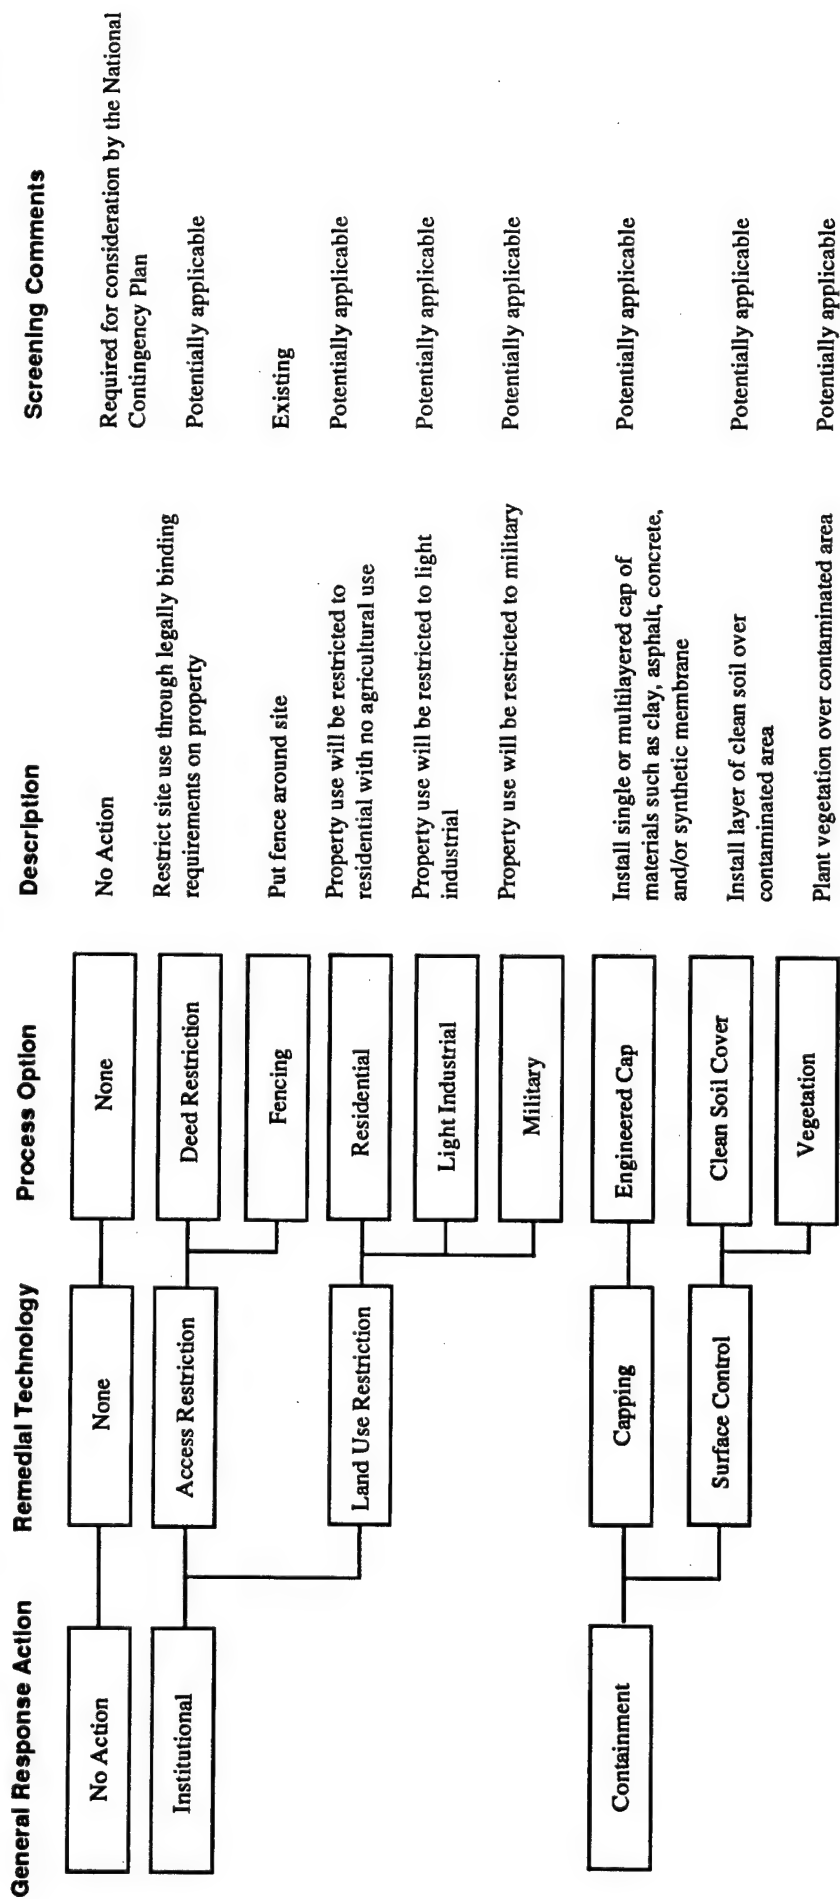 General Response Action
Remedial Technology
Process Option
Description
Screening Comments
No Action
None
None
No Action
Required for consideration by the National
Contingency Plan
Institutional
Access Restriction
Deed Restriction
Restrict site use through legally binding
requirements on property
Potentially applicable
Fencing
Put fence around site
Existing
Land Use Restriction
Residential
Property use will be restricted to
residential with no agricultural use
Potentially applicable
Light Industrial
Property use will be restricted to light
industrial
Potentially applicable
Military
Property use will be restricted to military
Potentially applicable
Containment
Capping
Engineered Cap
Install single or multilayered cap of
materials such as clay, asphalt, concrete,
and/or synthetic membrane
Potentially applicable
Surface Control
Clean Soil Cover
Install layer of clean soil over
contaminated area
Potentially applicable
Vegetation
Plant vegetation over contaminated area
Potentially applicable